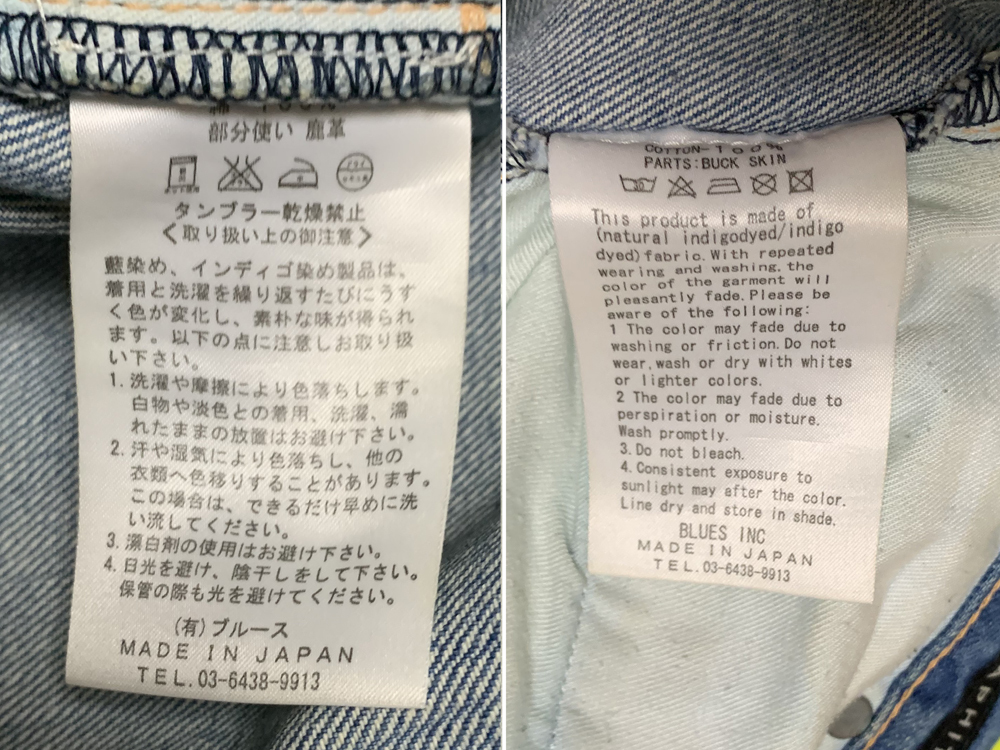 綿 100%
部分使い 鹿革
タンブラー乾燥禁止
<取り扱い上の御注意>
藍染め、インディゴ染め製品は、
着用と洗濯を繰り返すたびにうす
く色が変化し、素朴な味が得られ
ます。以下の点に注意しお取り扱
い下さい。
1. 洗濯や摩擦により色落ちします。
白物や淡色との着用、洗濯、濡
れたままの放置はお避け下さい。
2. 汗や湿気により色落ちし、他の
衣類へ色移りすることがあります。
この場合は、できるだけ早めに洗
い流してください。
3. 漂白剤の使用はお避け下さい。
4. 日光を避け、陰干しをして下さい。
保管の際も光を避けてください。
(有)ブルース
MADE IN JAPAN
TEL.03-6438-9913
COTTON-100%
PARTS:BUCK SKIN
This product is made of
(natural indigodyed/indigo
dyed)fabric. With repeated
wearing and washing, the
color of the garment will
pleasantly fade. Please be
aware of the following:
1 The color may fade due to
washing or friction. Do not
wear, wash or dry with whites
or lighter colors.
2 The color may fade due to
perspiration or moisture.
Wash promptly.
3. Do not bleach.
4. Consistent exposure to
sunlight may after the color.
Line dry and store in shade.
BLUES INC
MADE IN JAPAN
TEL.03-6438-9913